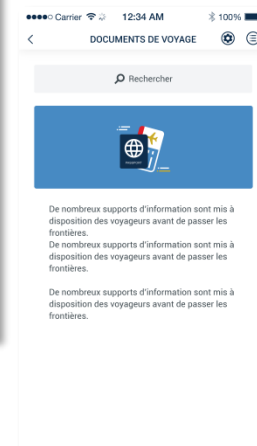 Carrier 12:34 AM 100%
DOCUMENTS DE VOYAGE
Rechercher
De nombreux supports d'information sont mis à
disposition des voyageurs avant de passer les
frontières.
De nombreux supports d'information sont mis à
disposition des voyageurs avant de passer les
frontières.
De nombreux supports d'information sont mis à
disposition des voyageurs avant de passer les
frontières.